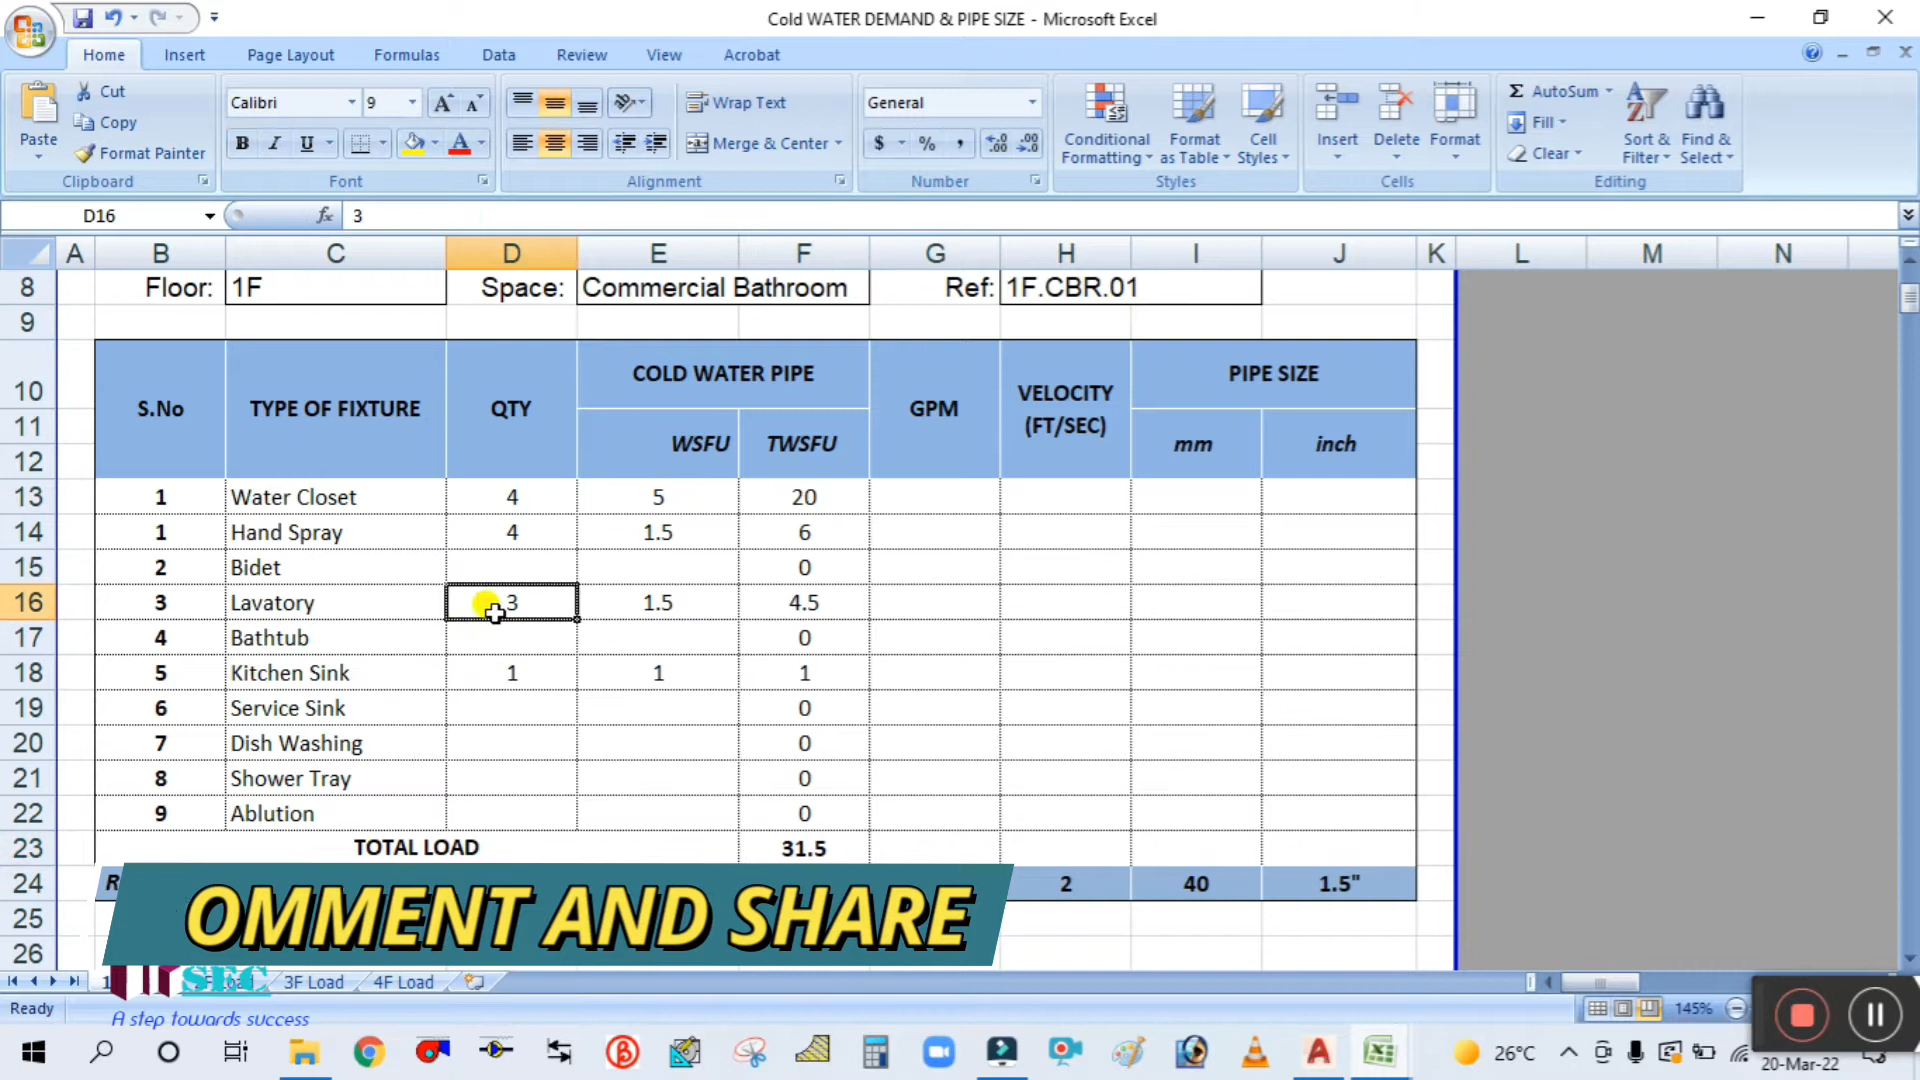 Cold WATER DEMAND & PIPE SIZE - Microsoft Excel
Home Insert Page Layout Formulas Data Review View Acrobat
Paste Cut Copy Format Painter Clipboard
Calibri 9 B I U Font
Wrap Text Merge & Center Alignment
General $ % , Number
Conditional Formatting Format as Table Cell Styles Styles
Insert Delete Format Cells
AutoSum Fill Clear Sort & Filter Find & Select Editing
D16 fx 3
A B C D E F G H I J K L M N
8 Floor: 1F Space: Commercial Bathroom Ref: 1F.CBR.01
9
10 S.No TYPE OF FIXTURE QTY COLD WATER PIPE GPM VELOCITY (FT/SEC) PIPE SIZE
11
12 WSFU TWSFU mm inch
13 1 Water Closet 4 5 20
14 1 Hand Spray 4 1.5 6
15 2 Bidet 0
16 3 Lavatory 3 1.5 4.5
17 4 Bathtub 0
18 5 Kitchen Sink 1 1 1
19 6 Service Sink 0
20 7 Dish Washing 0
21 8 Shower Tray 0
22 9 Ablution 0
23 TOTAL LOAD 31.5
24 R 2 40 1.5"
25
OMMENT AND SHARE
26
SEC
3F Load 4F Load
Ready 145%
A step towards success
26°C
20-Mar-22